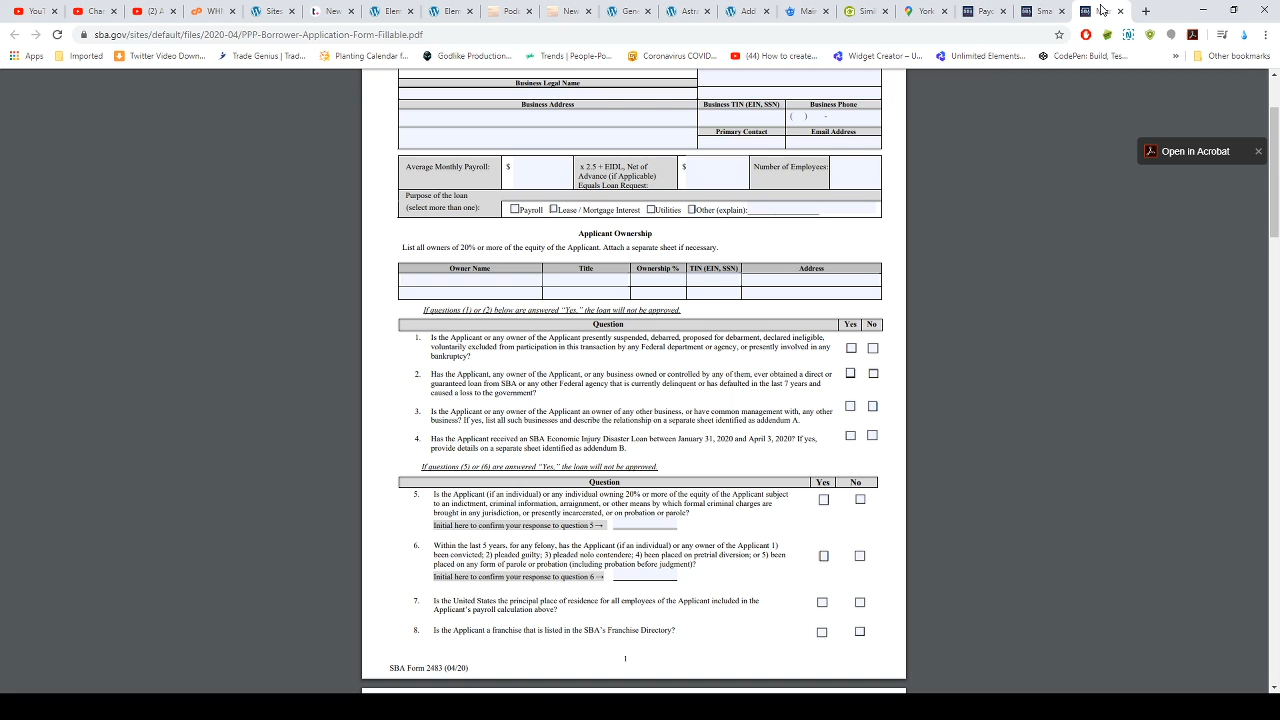 YouT
Char
(2) A
WHI
Sites
New
Elen
Elen
Pod
New
Gen
Astr
Add
Mai
Simi
York
Payc
Sma
sba.gov/sites/default/files/2020-04/PPP-Borrower-Application-Form-Fillable.pdf
Apps
Imported
Twitter Video Down...
Trade Genius | Trad...
Planting Calendar f...
Godlike Production...
Trends | People-Po...
Coronavirus COVID...
(44) How to create...
Widget Creator – U...
Unlimited Elements...
CodePen: Build, Tes...
»
Other bookmarks
Business Legal Name
Business Address
Business TIN (EIN, SSN)
Business Phone
( ) -
Primary Contact
Email Address
Open in Acrobat
Average Monthly Payroll:
$
x 2.5 + EIDL, Net of
Advance (if Applicable)
Equals Loan Request:
$
Number of Employees:
Purpose of the loan
(select more than one):
Payroll
Lease / Mortgage Interest
Utilities
Other (explain):
Applicant Ownership
List all owners of 20% or more of the equity of the Applicant. Attach a separate sheet if necessary.
Owner Name
Title
Ownership %
TIN (EIN, SSN)
Address
If questions (1) or (2) below are answered “Yes,” the loan will not be approved.
Question
Yes
No
1. Is the Applicant or any owner of the Applicant presently suspended, debarred, proposed for debarment, declared ineligible,
voluntarily excluded from participation in this transaction by any Federal department or agency, or presently involved in any
bankruptcy?
2. Has the Applicant, any owner of the Applicant, or any business owned or controlled by any of them, ever obtained a direct or
guaranteed loan from SBA or any other Federal agency that is currently delinquent or has defaulted in the last 7 years and
caused a loss to the government?
3. Is the Applicant or any owner of the Applicant an owner of any other business, or have common management with, any other
business? If yes, list all such businesses and describe the relationship on a separate sheet identified as addendum A.
4. Has the Applicant received an SBA Economic Injury Disaster Loan between January 31, 2020 and April 3, 2020? If yes,
provide details on a separate sheet identified as addendum B.
If questions (5) or (6) are answered “Yes,” the loan will not be approved.
Question
Yes
No
5. Is the Applicant (if an individual) or any individual owning 20% or more of the equity of the Applicant subject
to an indictment, criminal information, arraignment, or other means by which formal criminal charges are
brought in any jurisdiction, or presently incarcerated, or on probation or parole?
Initial here to confirm your response to question 5 →
6. Within the last 5 years, for any felony, has the Applicant (if an individual) or any owner of the Applicant 1)
been convicted; 2) pleaded guilty; 3) pleaded nolo contendere; 4) been placed on pretrial diversion; or 5) been
placed on any form of parole or probation (including probation before judgment)?
Initial here to confirm your response to question 6 →
7. Is the United States the principal place of residence for all employees of the Applicant included in the
Applicant’s payroll calculation above?
8. Is the Applicant a franchise that is listed in the SBA’s Franchise Directory?
1
SBA Form 2483 (04/20)